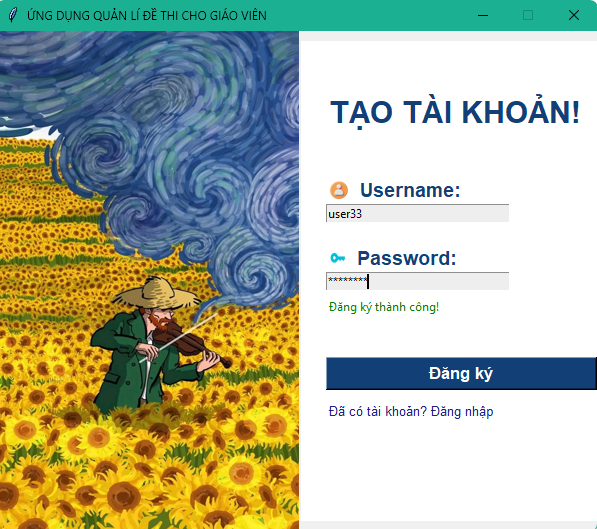 ỨNG DỤNG QUẢN LÍ ĐỀ THI CHO GIÁO VIÊN
TẠO TÀI KHOẢN!
Username:
user33
Password:
********
Đăng ký thành công!
Đăng ký
Đã có tài khoản? Đăng nhập